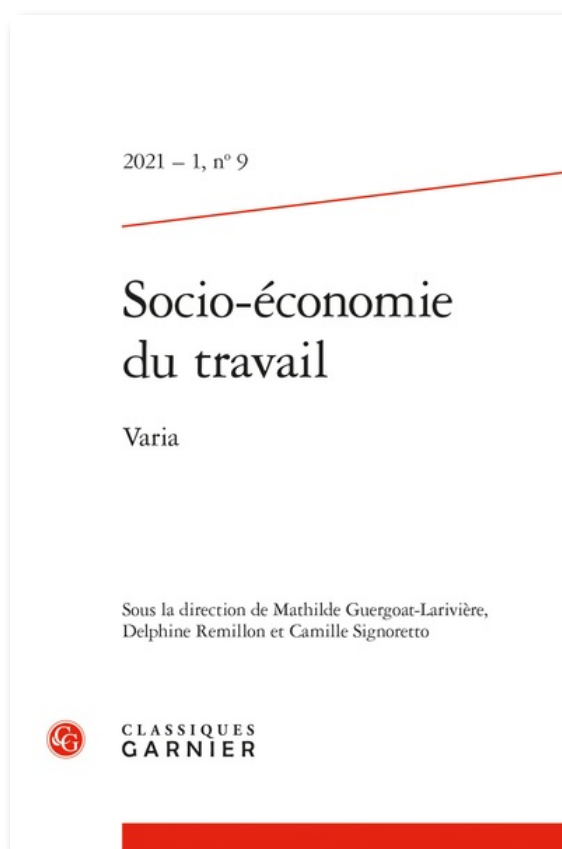 2021 – 1, nº 9
Socio-économie
du travail
Varia
Sous la direction de Mathilde Guergoat-Larivière,
Delphine Remillon et Camille Signoretto
CG
CLASSIQUES
GARNIER